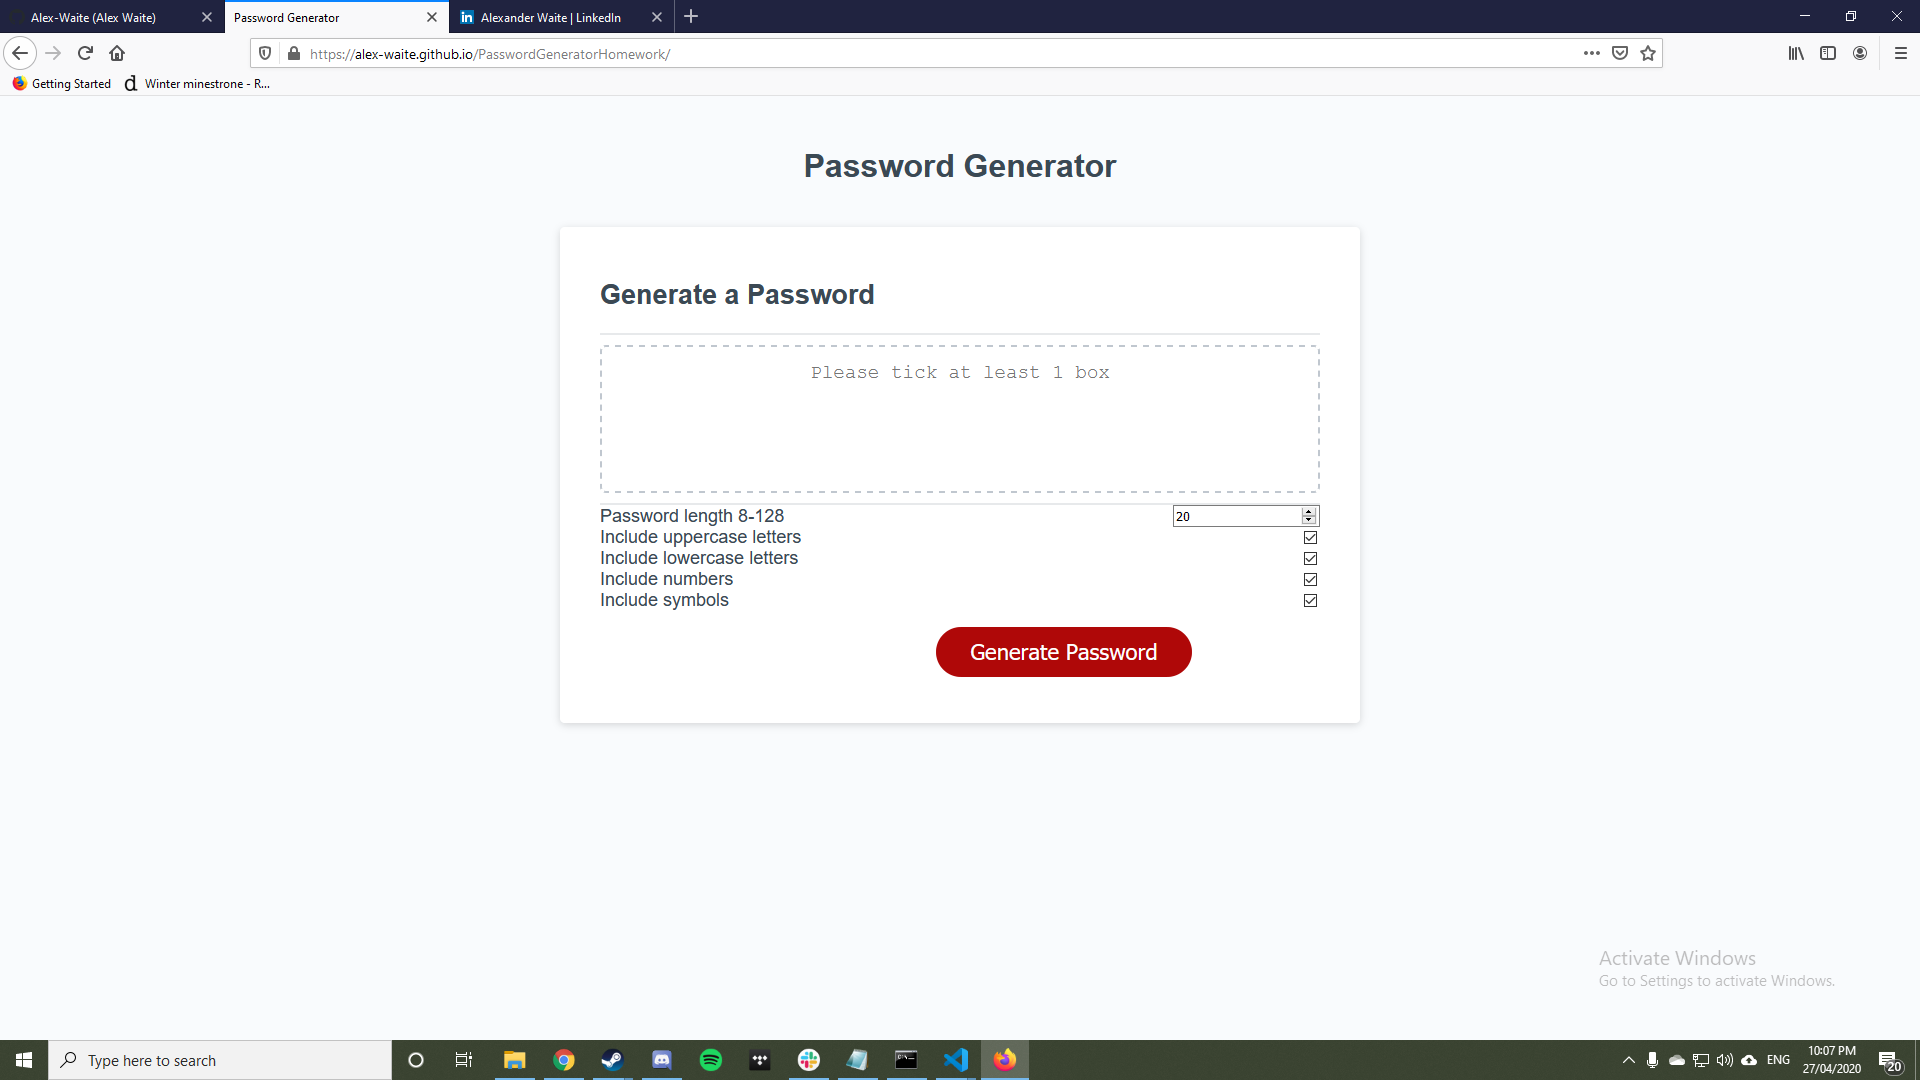 Alex-Waite (Alex Waite)
Password Generator
in Alexander Waite | LinkedIn
https://alex-waite.github.io/PasswordGeneratorHomework/
Getting Started
d Winter minestrone - R...
Password Generator
Generate a Password
Please tick at least 1 box
Password length 8-128
20
Include uppercase letters
Include lowercase letters
Include numbers
Include symbols
Generate Password
Activate Windows
Go to Settings to activate Windows.
Type here to search
ENG
10:07 PM
27/04/2020
20